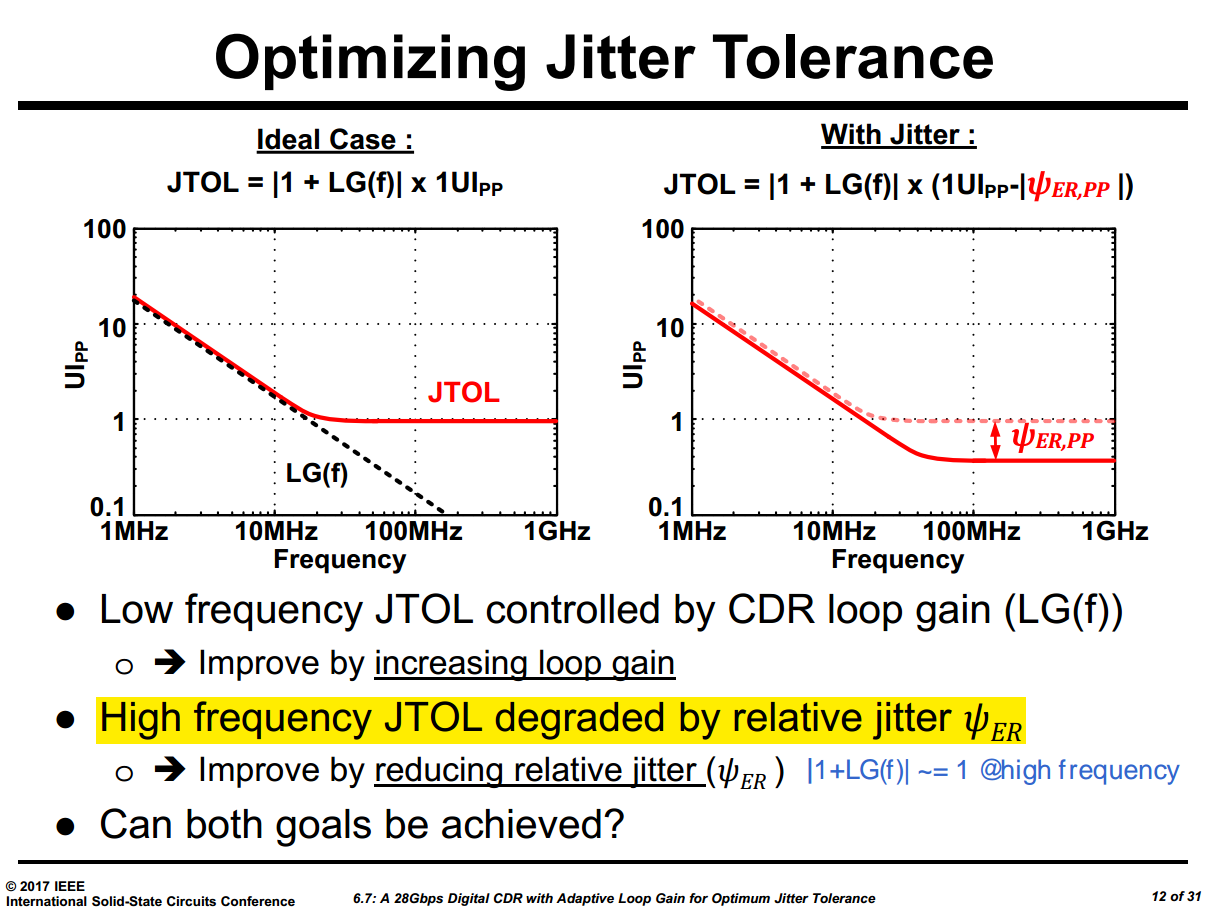 Optimizing Jitter Tolerance
Ideal Case :
JTOL = |1 + LG(f)| x 1UIPP
100
10
1
0.1
UIPP
JTOL
LG(f)
1MHz 10MHz 100MHz 1GHz
Frequency
With Jitter :
JTOL = |1 + LG(f)| x (1UIPP-|ψER,PP |)
100
10
1
0.1
UIPP
ψER,PP
1MHz 10MHz 100MHz 1GHz
Frequency
● Low frequency JTOL controlled by CDR loop gain (LG(f))
o ➔ Improve by increasing loop gain
● High frequency JTOL degraded by relative jitter ψER
o ➔ Improve by reducing relative jitter (ψER ) |1+LG(f)| ~= 1 @high frequency
● Can both goals be achieved?
© 2017 IEEE
International Solid-State Circuits Conference
6.7: A 28Gbps Digital CDR with Adaptive Loop Gain for Optimum Jitter Tolerance
12 of 31